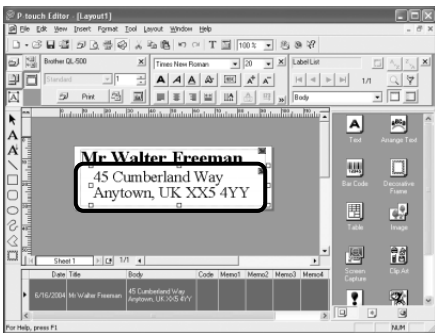 P-touch Editor - [Layout1]
File Edit View Insert Format Tool Layout Window Help
100 %
Brother QL-500
Times New Roman
20
Label List
Standard
1
1/1
Print
Body
Mr Walter Freeman
45 Cumberland Way
Anytown, UK XX5 4YY
Text
Arrange Text
Bar Code
Decorative Frame
Table
Image
Screen Capture
Clip Art
Sheet 1
1/1
Date Title Body Code Memo1 Memo2 Memo3 Memo4
6/16/2004 Mr Walter Freeman 45 Cumberland Way
Anytown, UK XX5 4YY
For Help, press F1
NUM